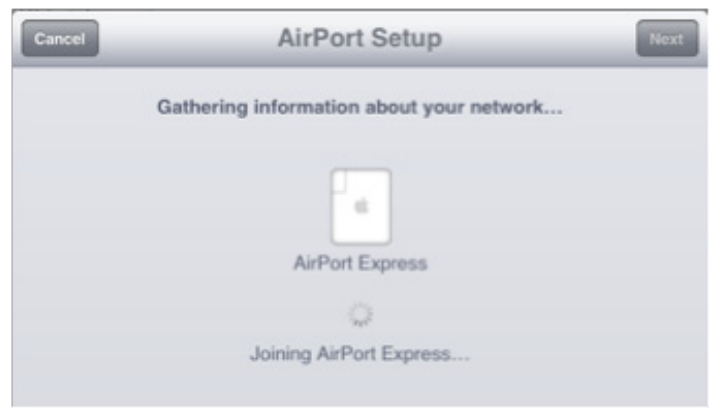 Cancel
AirPort Setup
Next
Gathering information about your network...
AirPort Express
Joining AirPort Express...